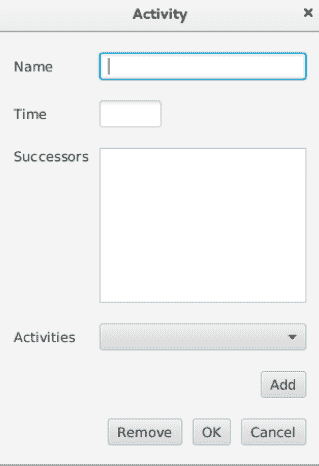 Activity
Name
Time
Successors
Activities
Add
Remove OK Cancel